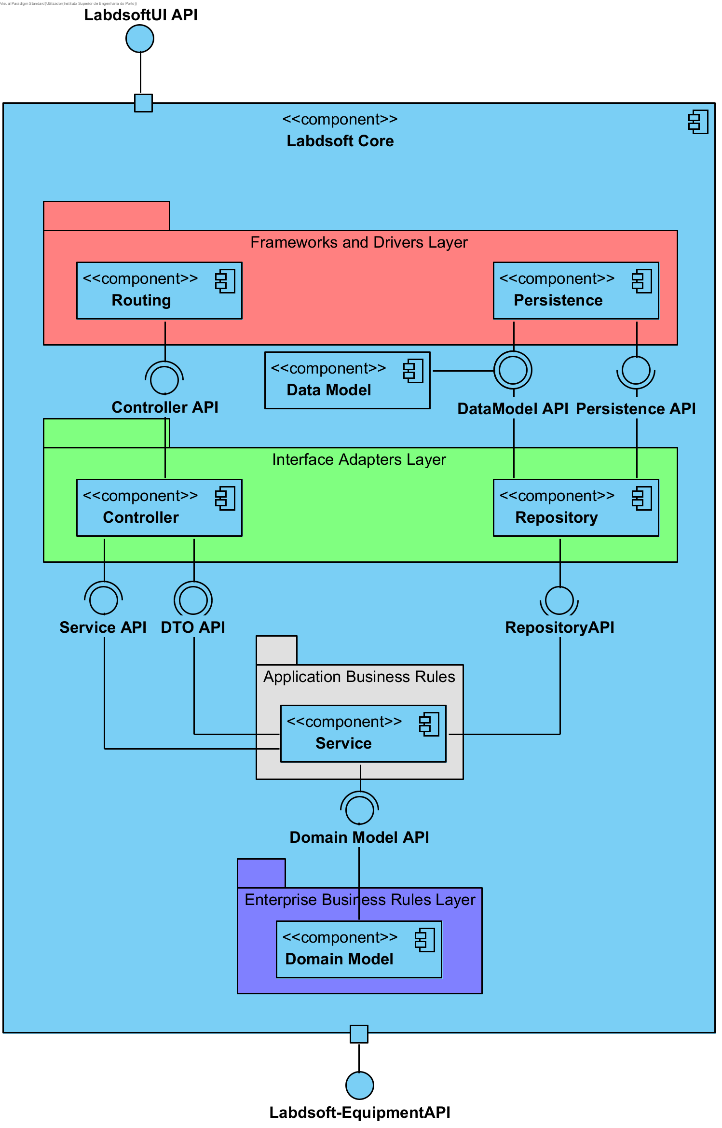 LabdsoftUI API
<<component>>
Labdsoft Core
Frameworks and Drivers Layer
<<component>>
Routing
<<component>>
Persistence
<<component>>
Data Model
Controller API
DataModel API
Persistence API
Interface Adapters Layer
<<component>>
Controller
<<component>>
Repository
Service API
DTO API
RepositoryAPI
Application Business Rules
<<component>>
Service
Domain Model API
Enterprise Business Rules Layer
<<component>>
Domain Model
Labdsoft-EquipmentAPI